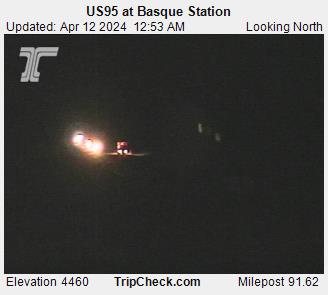 US95 at Basque Station
Updated: Apr 12 2024 12:53 AM Looking North
Elevation 4460 TripCheck.com Milepost 91.62